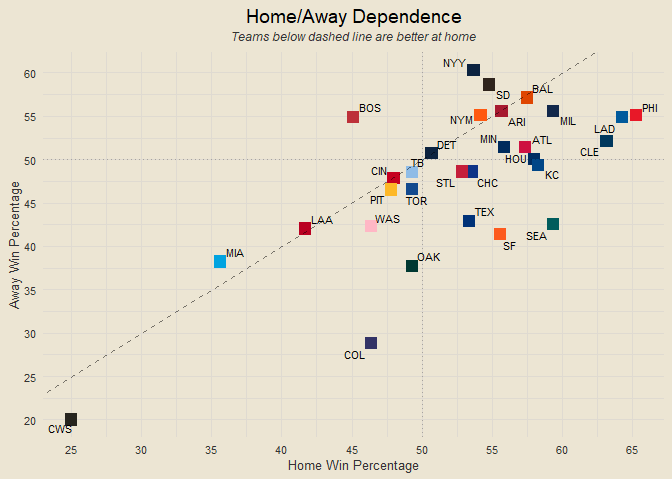 Home/Away Dependence
Teams below dashed line are better at home
Away Win Percentage
60
55
50
45
40
35
30
25
20
NYY
SD
BAL
BOS
NYM
ARI
MIL
PHI
LAD
DET
MIN
ATL
CLE
HOU
TB
CIN
STL
CHC
KC
PIT
TOR
LAA
WAS
TEX
SF
SEA
MIA
OAK
COL
CWS
25
30
35
40
45
50
55
60
65
Home Win Percentage